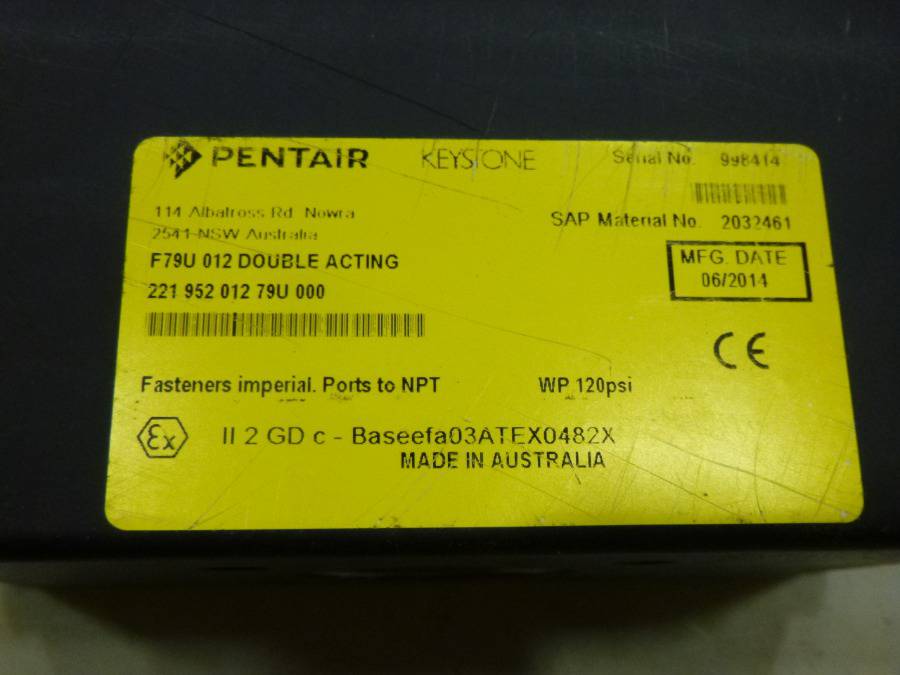 PENTAIR KEYSTONE Serial No. 998414
114 Albatross Rd Nowra
2541 NSW Australia
SAP Material No. 2032461
F79U 012 DOUBLE ACTING
221 952 012 79U 000
MFG. DATE
06/2014
CE
Fasteners imperial. Ports to NPT WP 120psi
Ex II 2 GD c - Baseefa03ATEX0482X
MADE IN AUSTRALIA